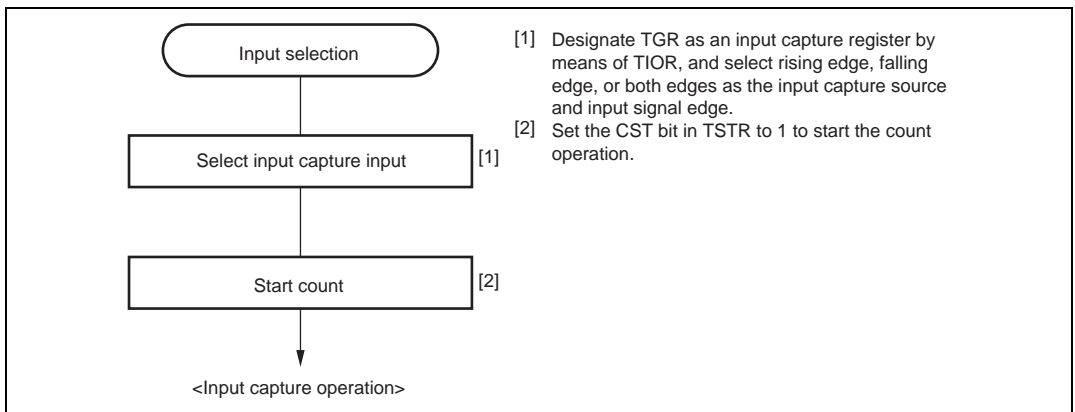 Input selection
Select input capture input
[1]
Start count
[2]
<Input capture operation>
[1] Designate TGR as an input capture register by
means of TIOR, and select rising edge, falling
edge, or both edges as the input capture source
and input signal edge.
[2] Set the CST bit in TSTR to 1 to start the count
operation.